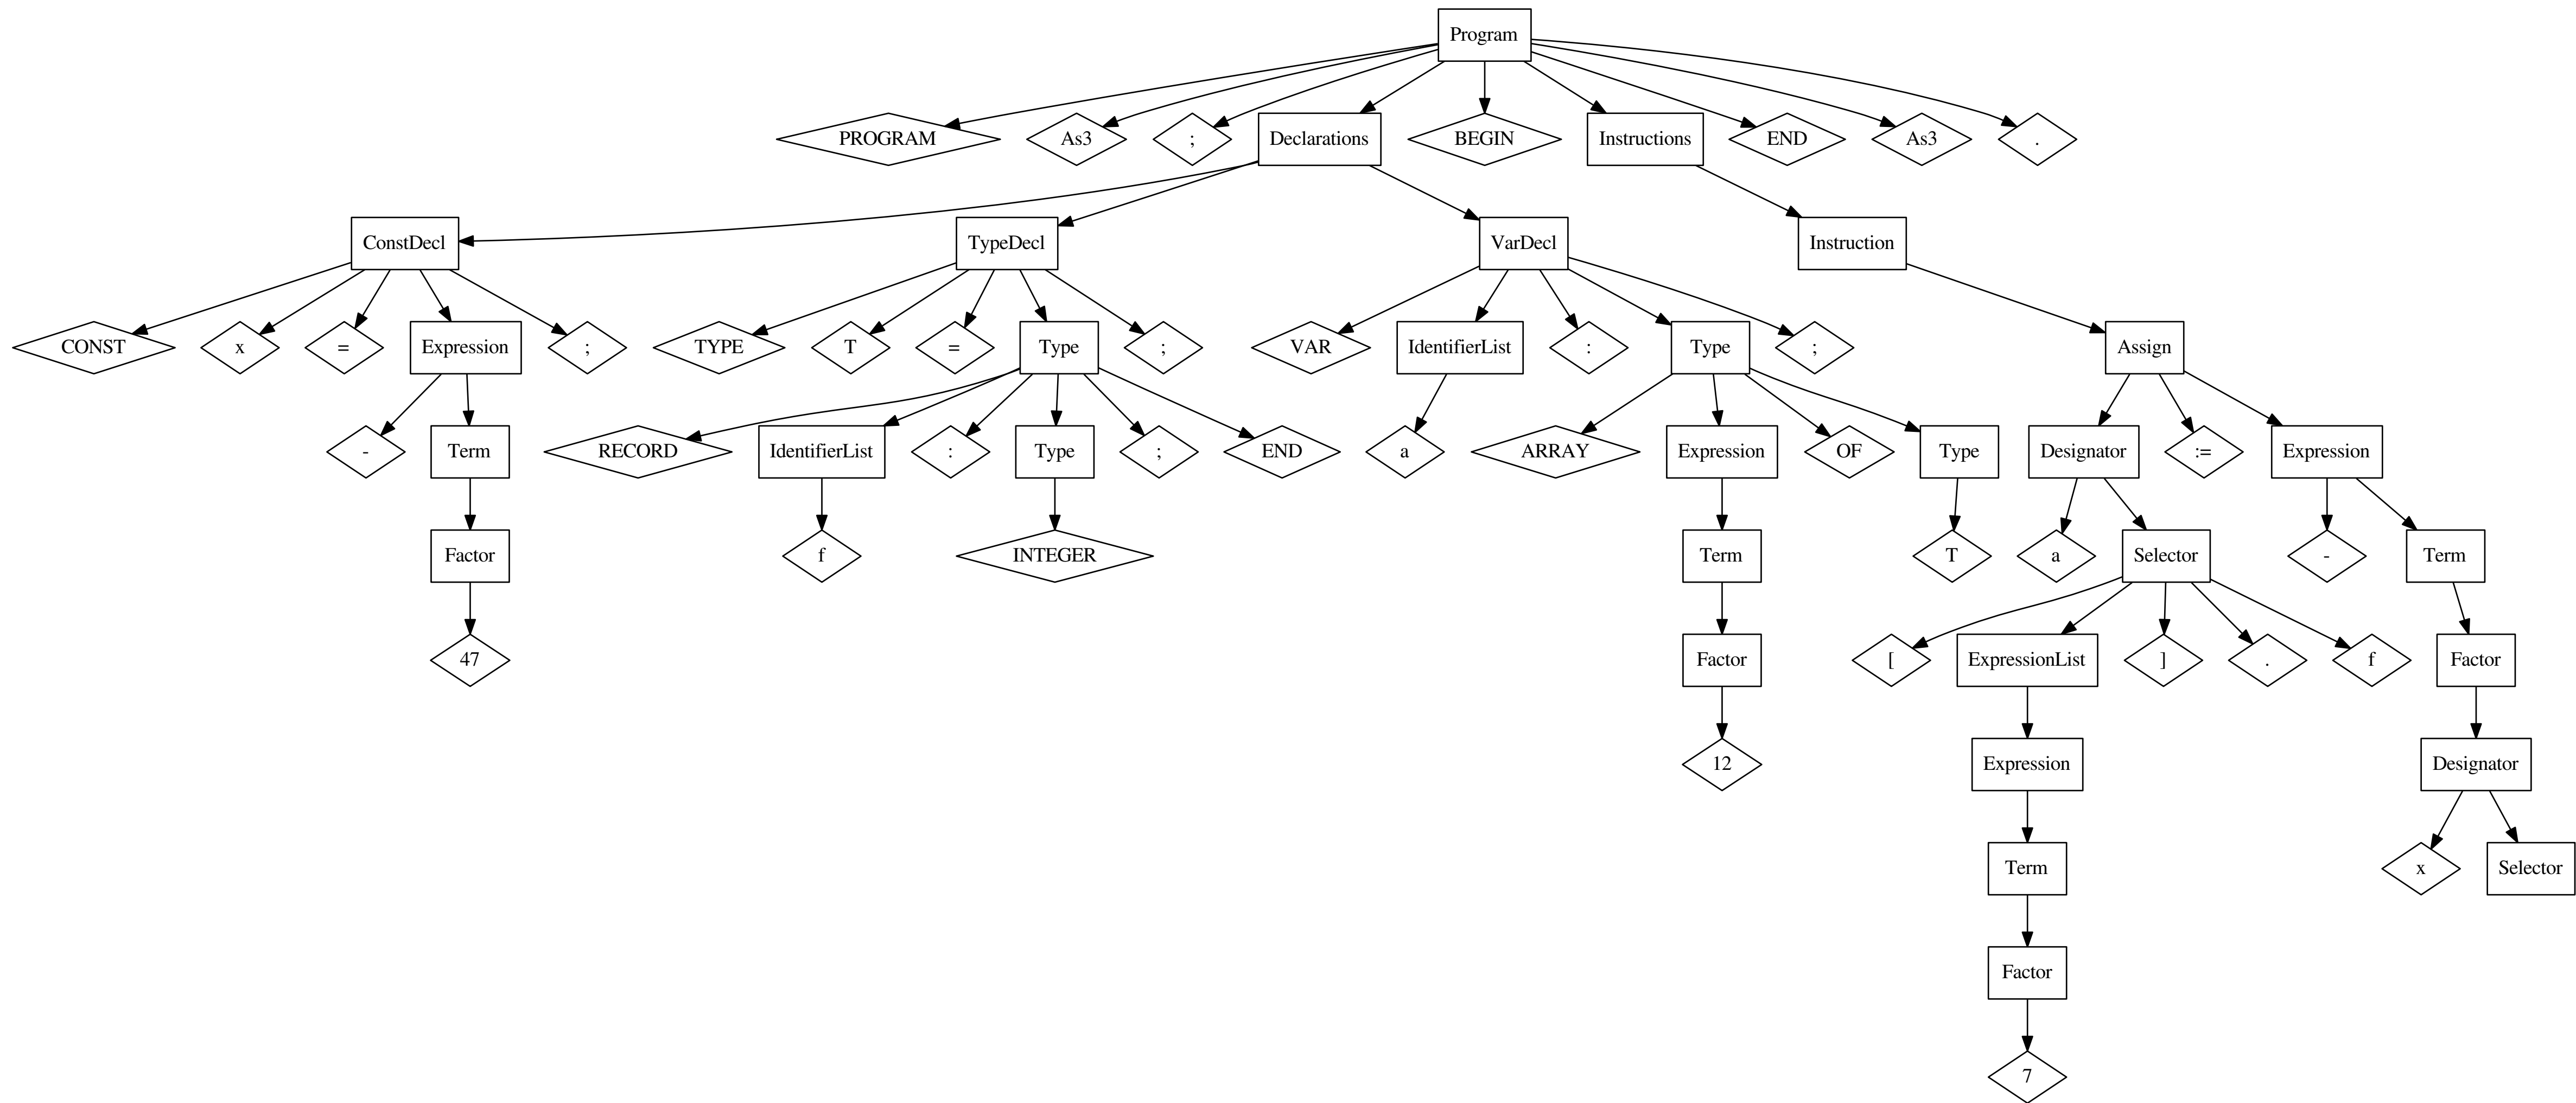 Program
PROGRAM As3 ; Declarations BEGIN Instructions END As3 .
ConstDecl TypeDecl VarDecl Instruction
CONST x = Expression ; TYPE T = Type ; VAR IdentifierList : Type ; Assign
- Term RECORD IdentifierList : Type ; END a ARRAY Expression OF Type Designator := Expression
Factor f INTEGER Term T a Selector - Term
47 Factor [ ExpressionList ] . f Factor
12 Expression Designator
Term x Selector
Factor
7